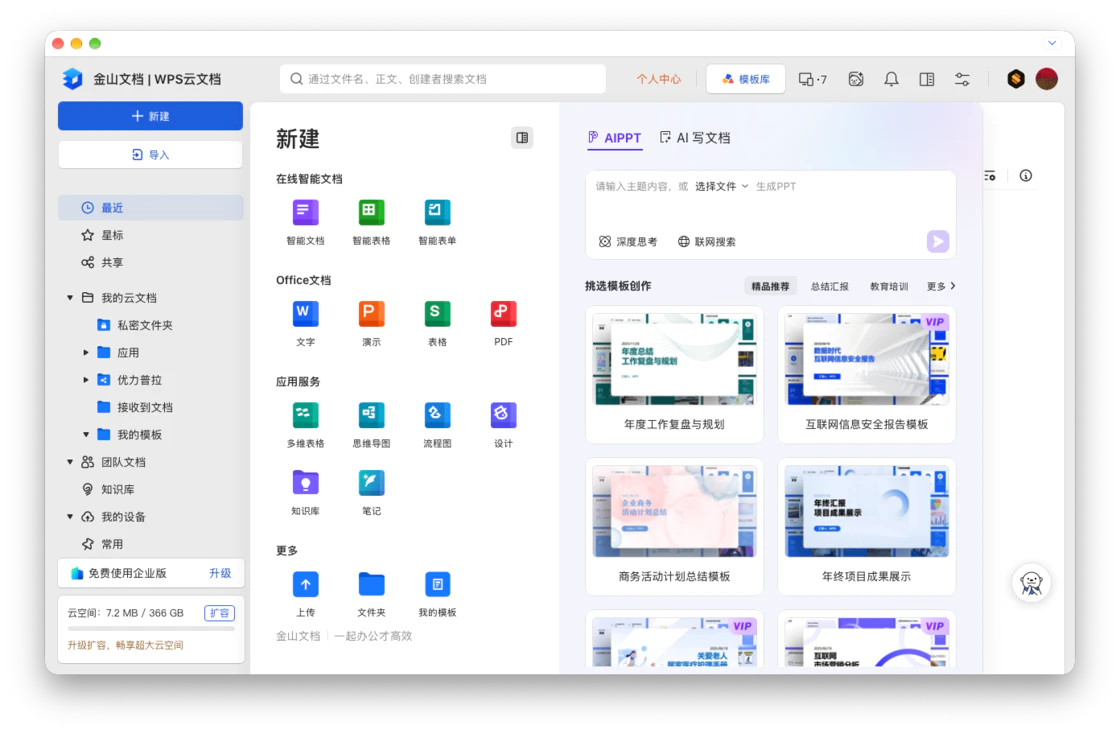 金山文档 | WPS云文档
通过文件名、正文、创建者搜索文档
个人中心
模板库
·7
新建
导入
最近
星标
共享
我的云文档
私密文件夹
应用
优力普拉
接收到文档
我的模板
团队文档
知识库
我的设备
常用
免费使用企业版 升级
云空间：7.2 MB / 366 GB 扩容
升级扩容，畅享超大云空间
新建
在线智能文档
智能文档 智能表格 智能表单
Office文档
W P S
文字 演示 表格 PDF
应用服务
多维表格 思维导图 流程图 设计
知识库 笔记
更多
上传 文件夹 我的模板
金山文档 | 一起办公才高效
AIPPT AI 写文档
请输入主题内容，或 选择文件 生成PPT
深度思考 联网搜索
挑选模板创作 精品推荐 总结汇报 教育培训 更多
年度总结
工作复盘与规划
年度工作复盘与规划
VIP
数据时代
互联网信息安全报告
互联网信息安全报告模板
企业商务
活动计划总结
商务活动计划总结模板
年终汇报
项目成果展示
年终项目成果展示
VIP
关爱老人
居家医疗护理手册
VIP
互联网
市场营销分析